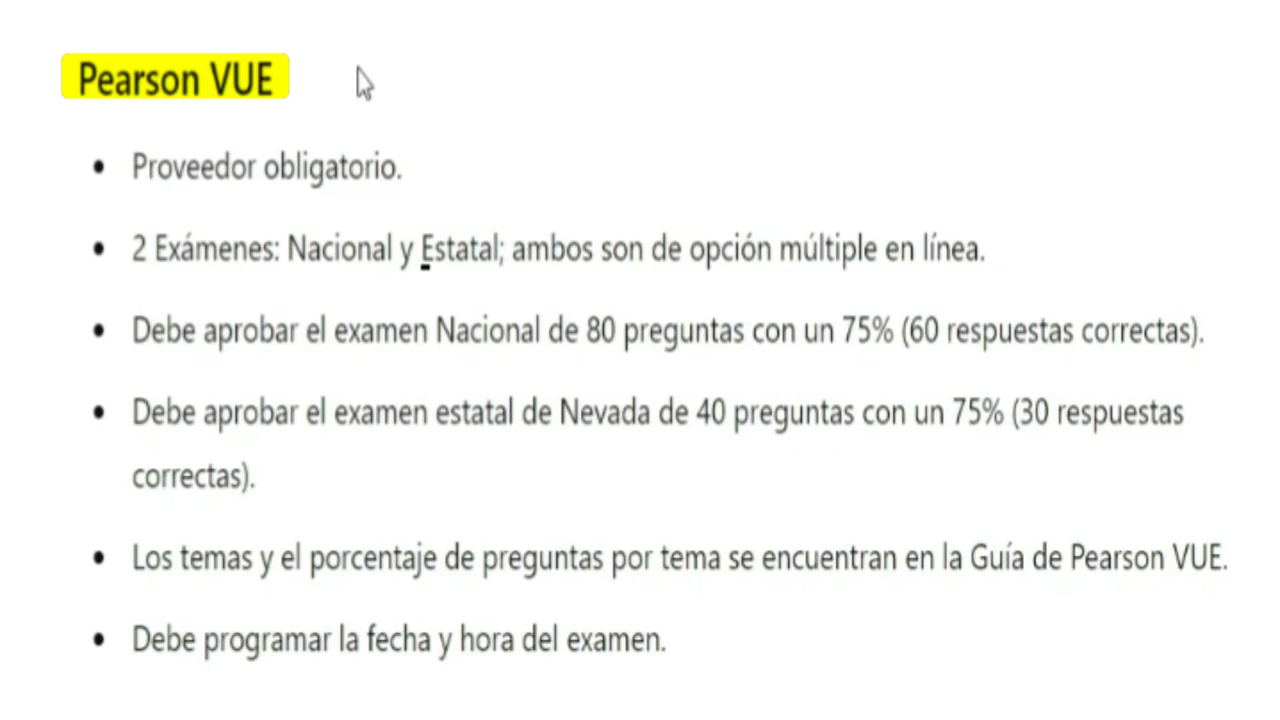 Pearson VUE
• Proveedor obligatorio.
• 2 Exámenes: Nacional y Estatal; ambos son de opción múltiple en línea.
• Debe aprobar el examen Nacional de 80 preguntas con un 75% (60 respuestas correctas).
• Debe aprobar el examen estatal de Nevada de 40 preguntas con un 75% (30 respuestas
correctas).
• Los temas y el porcentaje de preguntas por tema se encuentran en la Guía de Pearson VUE.
• Debe programar la fecha y hora del examen.